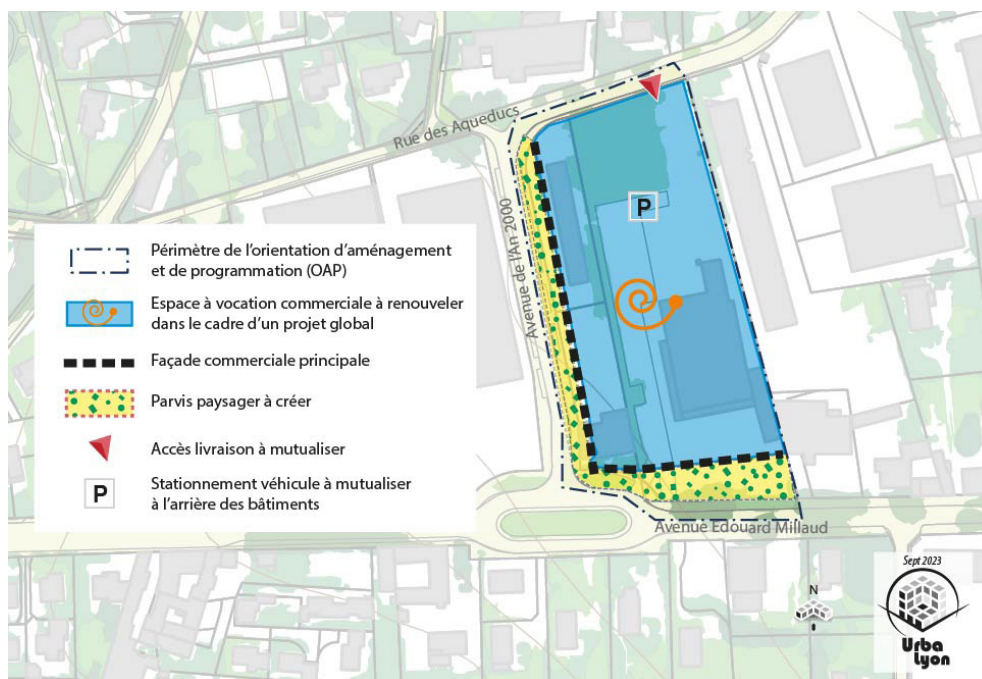 Rue des Aqueducs
Avenue de l'An 2000
P
Périmètre de l'orientation d'aménagement
et de programmation (OAP)
Espace à vocation commerciale à renouveler
dans le cadre d'un projet global
Façade commerciale principale
Parvis paysager à créer
Accès livraison à mutualiser
P
Stationnement véhicule à mutualiser
à l'arrière des bâtiments
Avenue Edouard Millaud
N
Sept 2023
Urba
Lyon